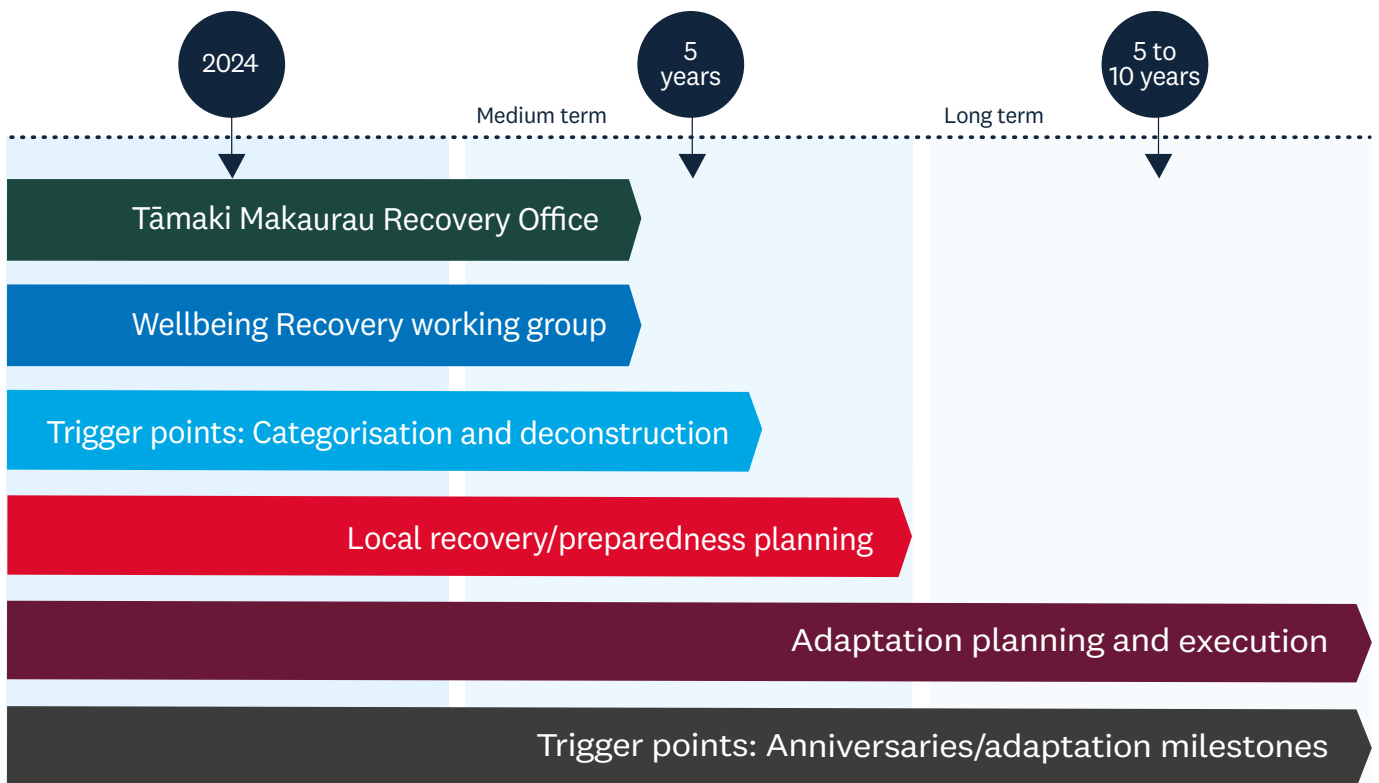 2024
5
years
5 to
10 years
Medium term
Long term
Tāmaki Makaurau Recovery Office
Wellbeing Recovery working group
Trigger points: Categorisation and deconstruction
Local recovery/preparedness planning
Adaptation planning and execution
Trigger points: Anniversaries/adaptation milestones